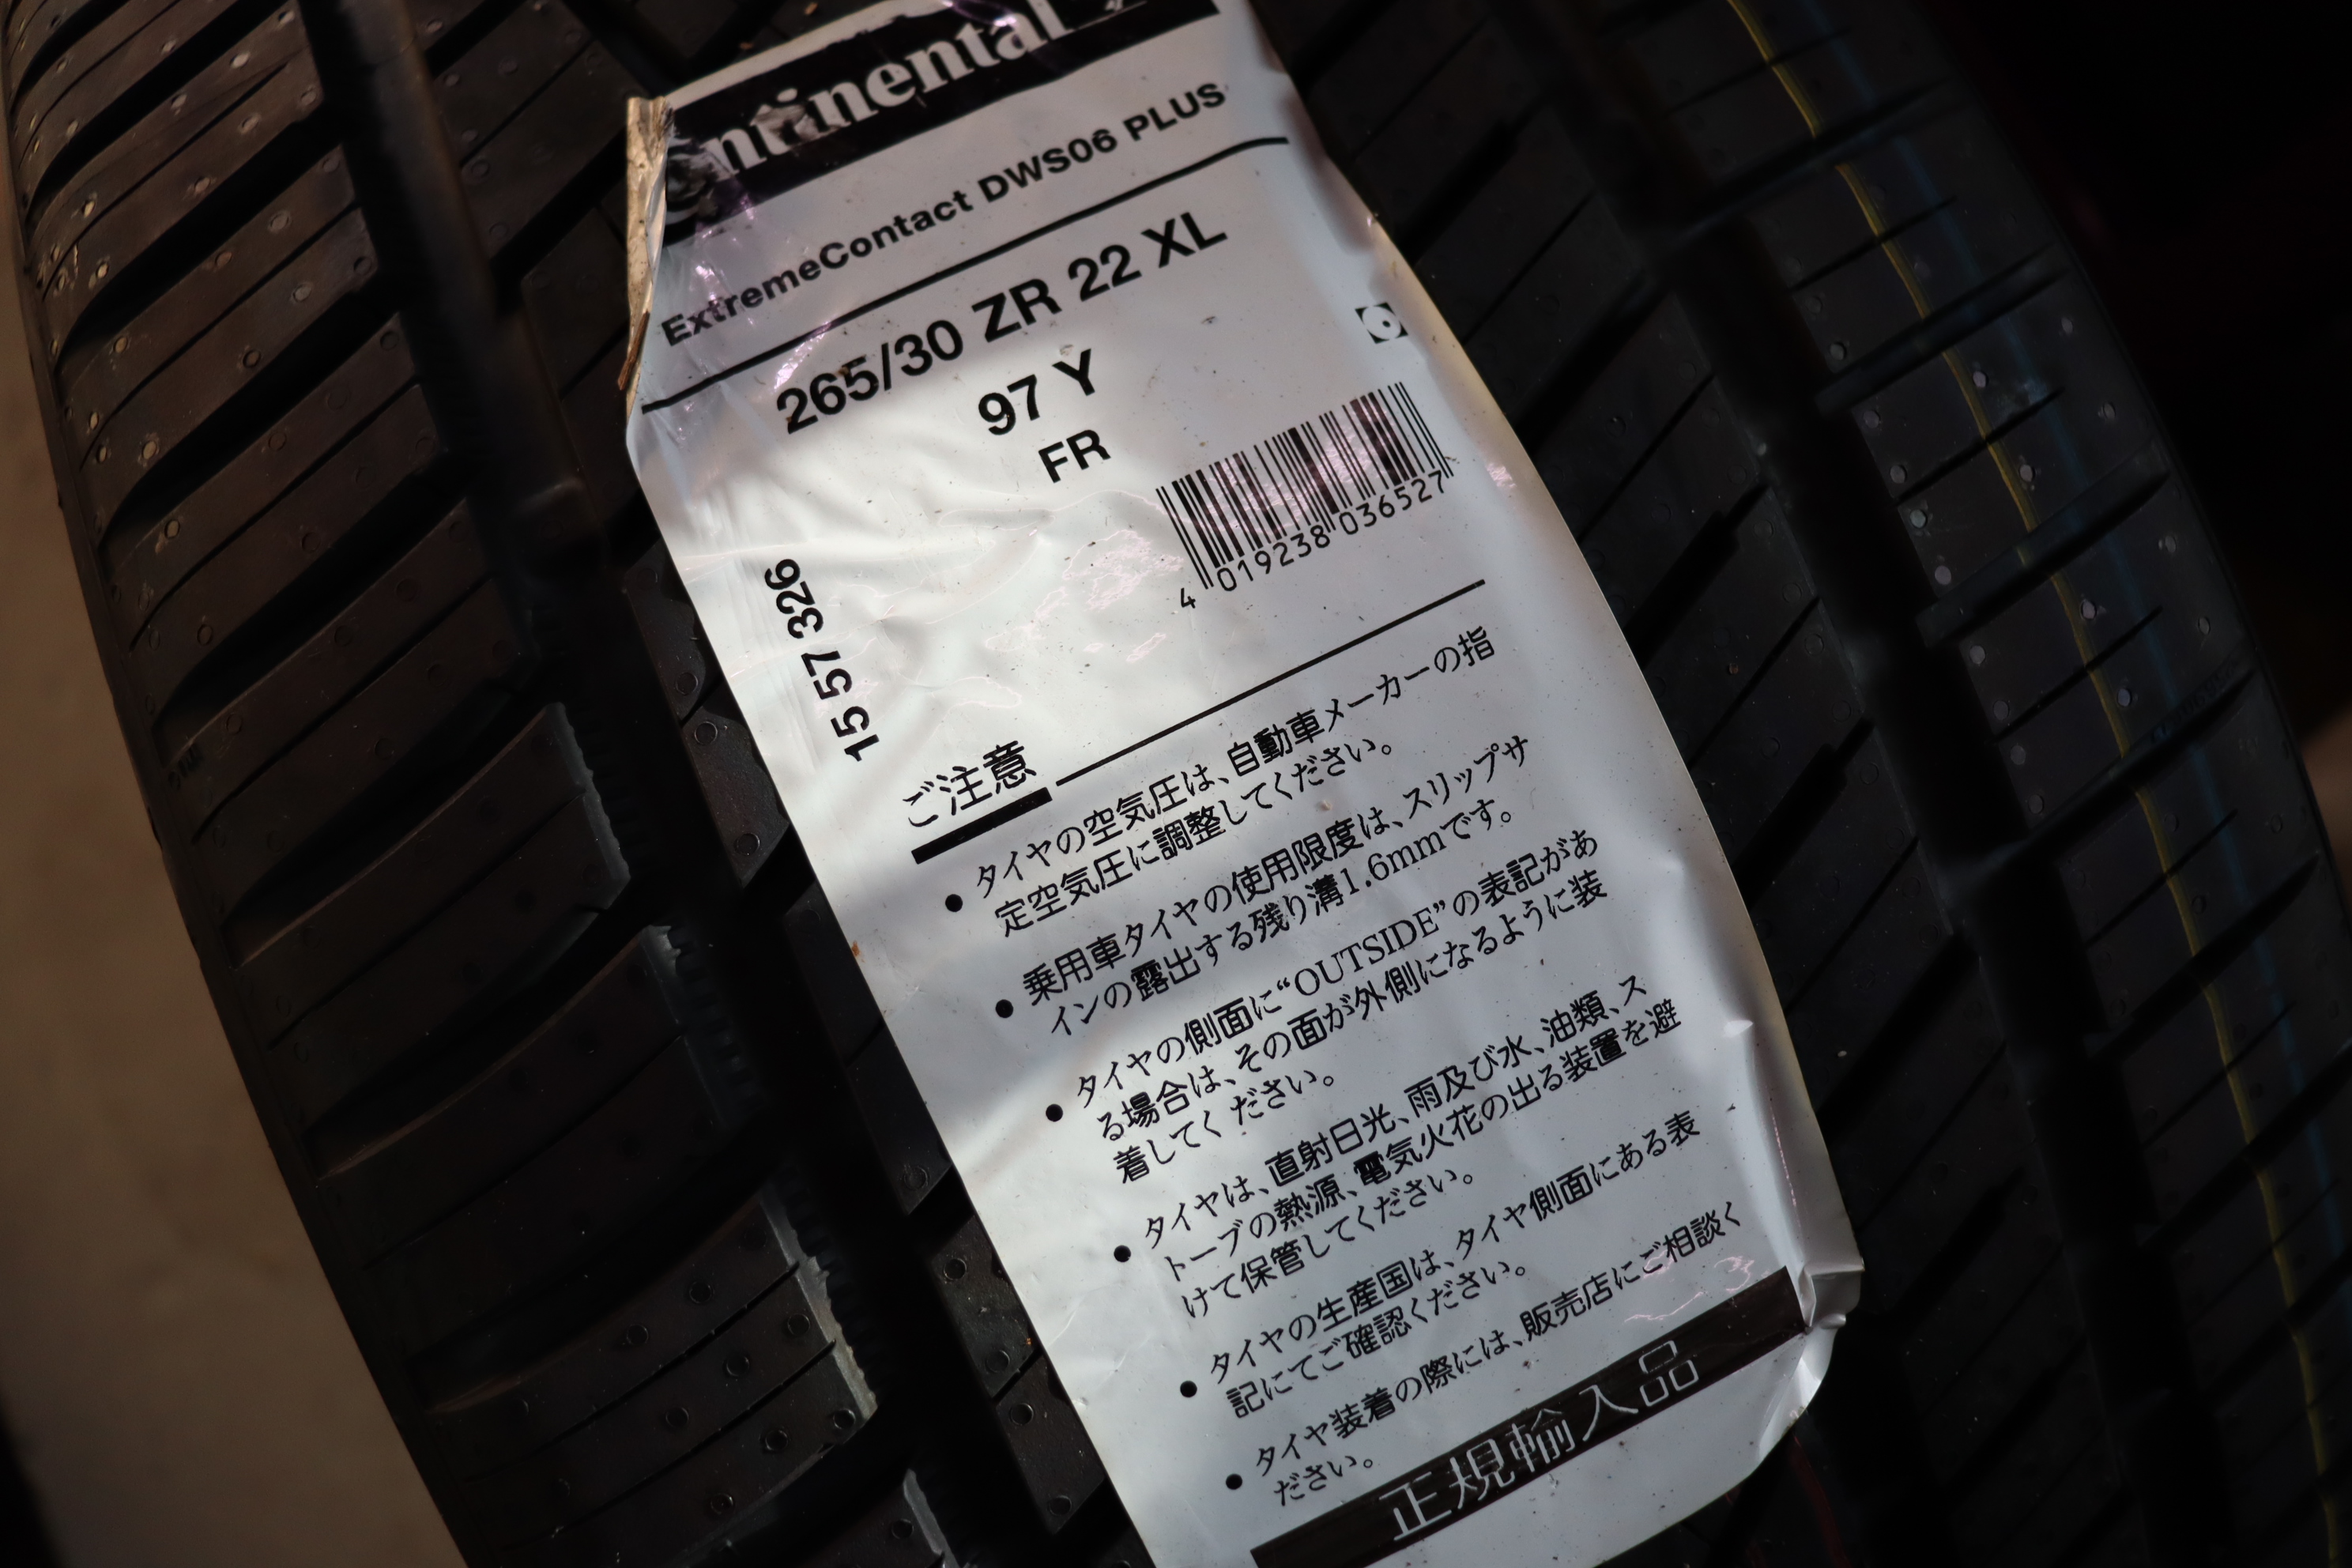 ntinental
ExtremeContact DWS06 PLUS
265/30 ZR 22 XL
97 Y
FR
4 019238 036527
15 57 326
ご注意
● タイヤの空気圧は、自動車メーカーの指
定空気圧に調整してください。
● 乗用車タイヤの使用限度は、スリップサ
インの露出する残り溝1.6mmです。
● タイヤの側面に“OUTSIDE”の表記があ
る場合は、その面が外側になるように装
着してください。
● タイヤは、直射日光、雨及び水、油類、ス
トーブの熱源、電気火花の出る装置を避
けて保管してください。
● タイヤの生産国は、タイヤ側面にある表
記にてご確認ください。
● タイヤ装着の際には、販売店にご相談く
ださい。
正規輸入品